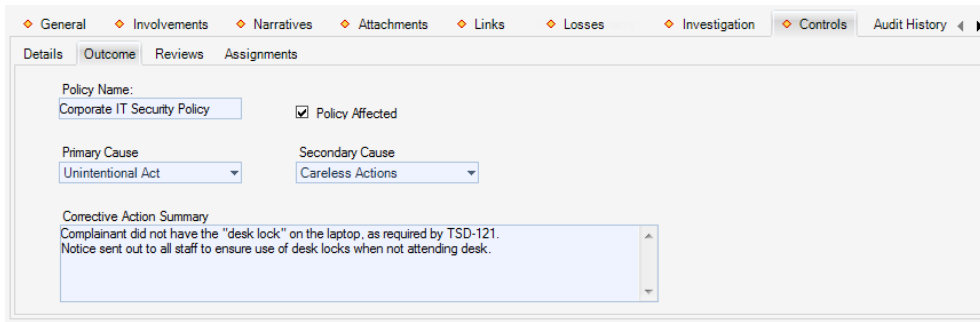 General Involvements Narratives Attachments Links Losses Investigation Controls Audit History
Details Outcome Reviews Assignments
Policy Name:
Corporate IT Security Policy
Policy Affected
Primary Cause Secondary Cause
Unintentional Act Careless Actions
Corrective Action Summary
Complainant did not have the "desk lock" on the laptop, as required by TSD-121.
Notice sent out to all staff to ensure use of desk locks when not attending desk.